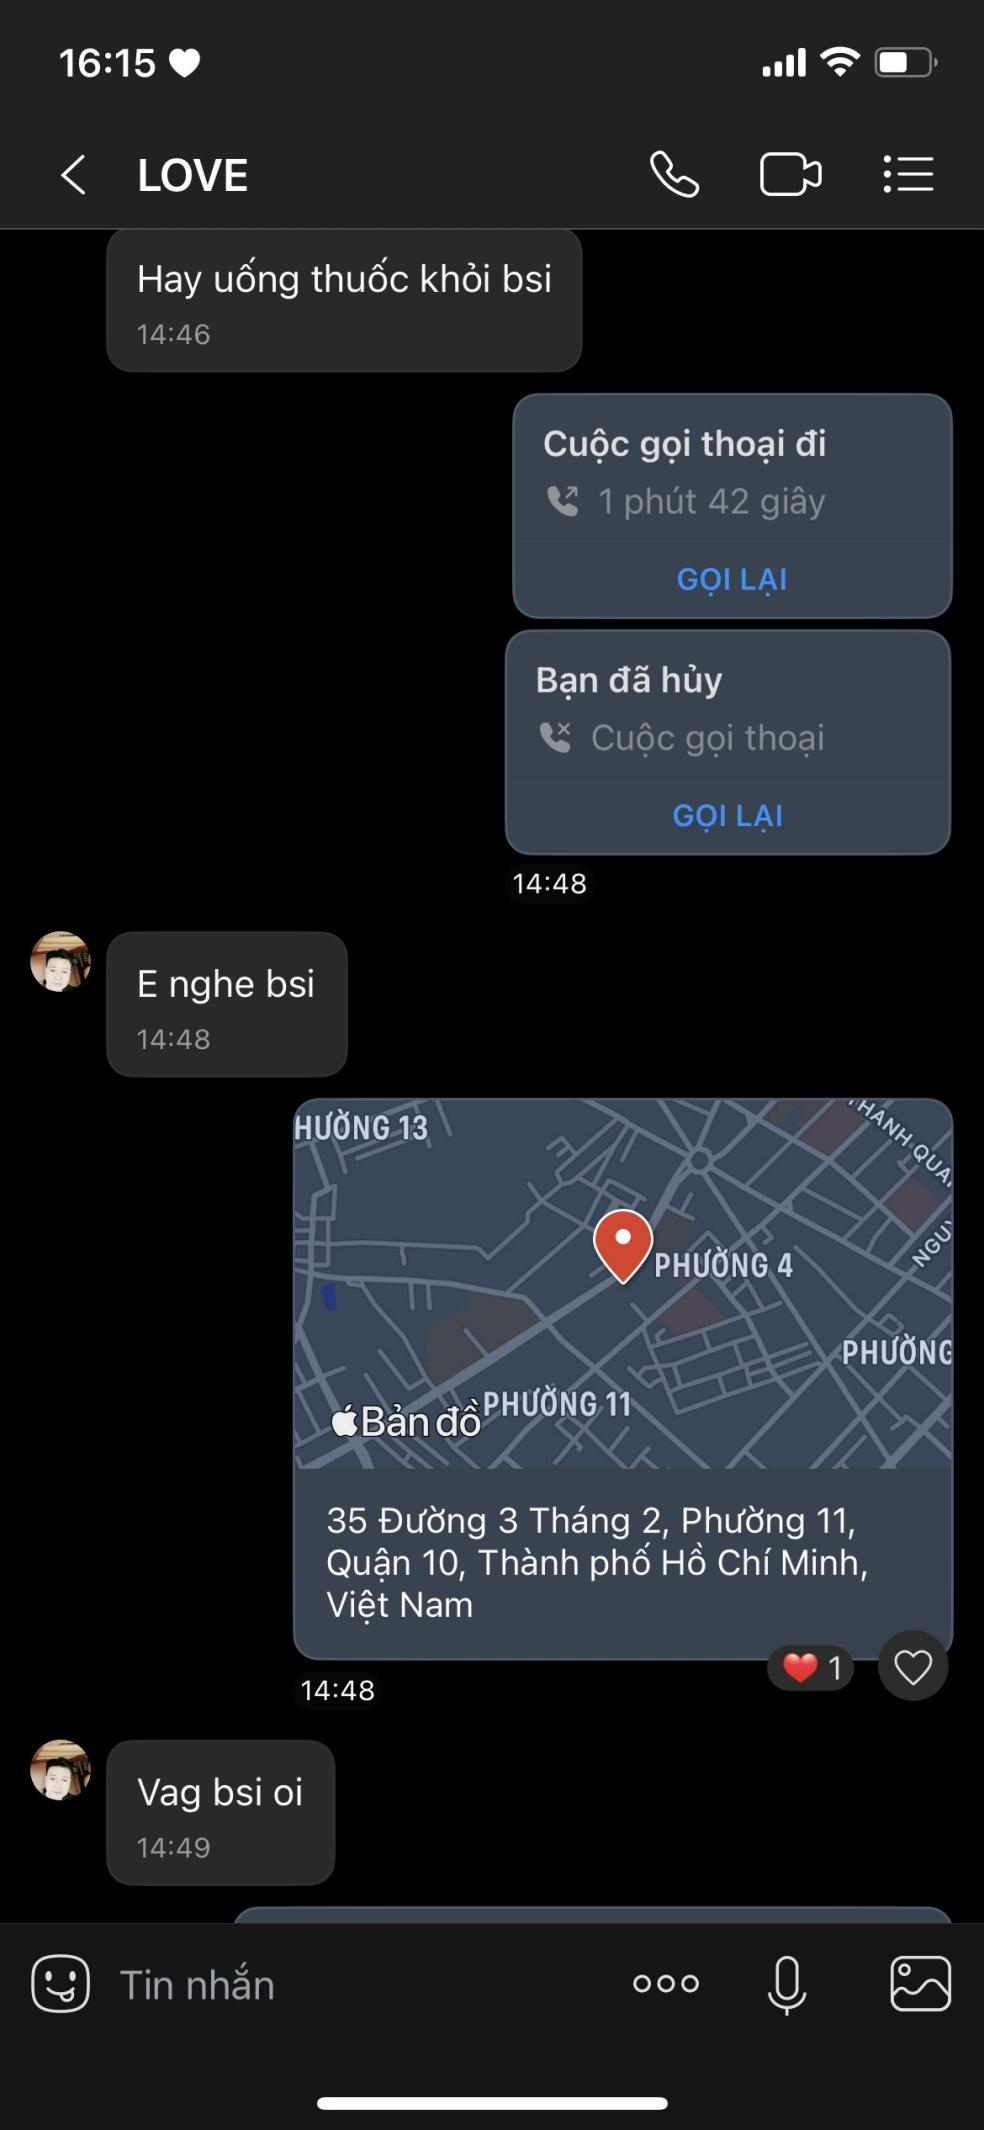 16:15
LOVE
Hay uống thuốc khỏi bsi
14:46
Cuộc gọi thoại đi
1 phút 42 giây
GỌI LẠI
Bạn đã hủy
Cuộc gọi thoại
GỌI LẠI
14:48
E nghe bsi
14:48
HƯỜNG 13
THÀNH QUA
NGU
PHƯỜNG 4
PHƯỜNG
PHƯỜNG 11
Bản đồ
35 Đường 3 Tháng 2, Phường 11,
Quận 10, Thành phố Hồ Chí Minh,
Việt Nam
1
14:48
Vag bsi oi
14:49
Tin nhắn